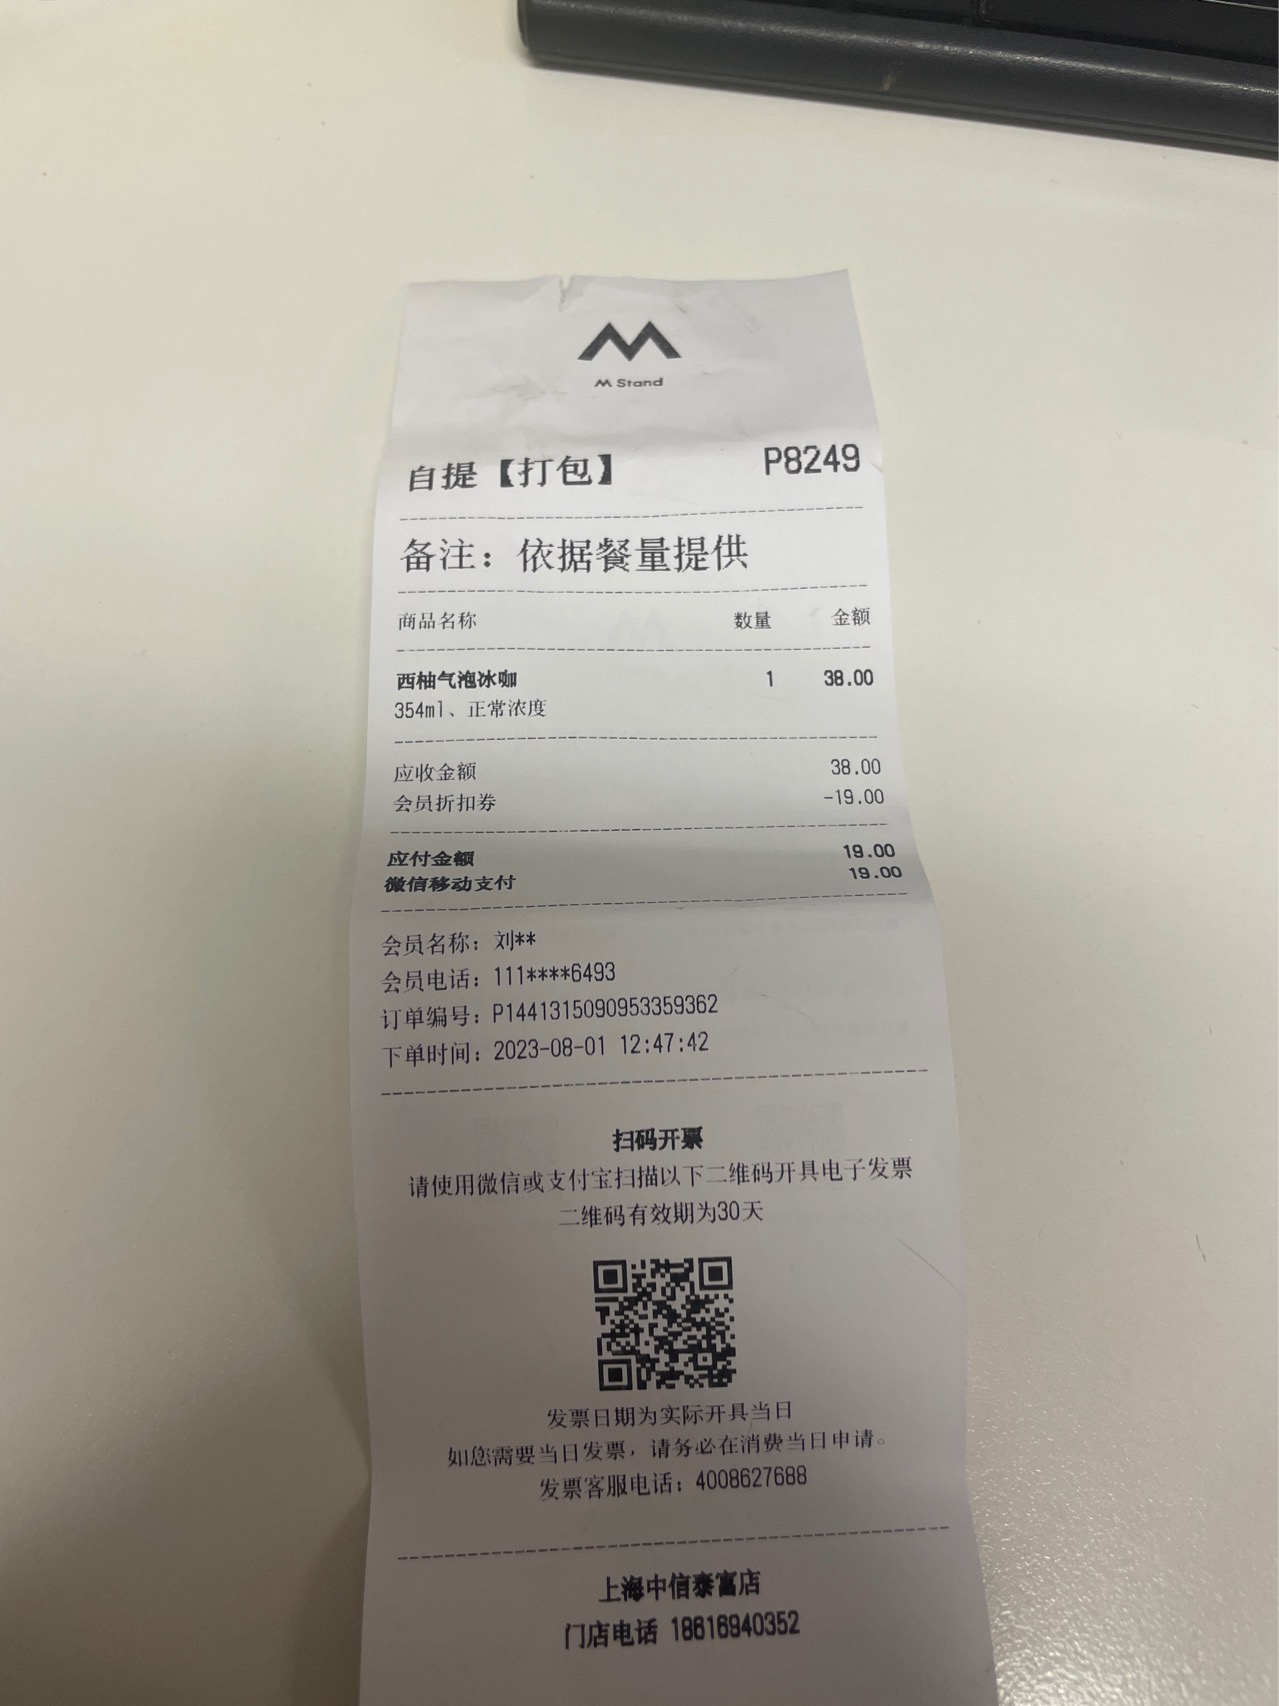 M Stand
自提【打包】 P8249
备注：依据餐量提供
商品名称 数量 金额
西柚气泡冰咖 1 38.00
354ml、正常浓度
应收金额 38.00
会员折扣券 -19.00
应付金额 19.00
微信移动支付 19.00
会员名称：刘**
会员电话：111****6493
订单编号：P1441315090953359362
下单时间：2023-08-01 12:47:42
扫码开票
请使用微信或支付宝扫描以下二维码开具电子发票
二维码有效期为30天
发票日期为实际开具当日
如您需要当日发票，请务必在消费当日申请。
发票客服电话：4008627688
上海中信泰富店
门店电话 18616940352